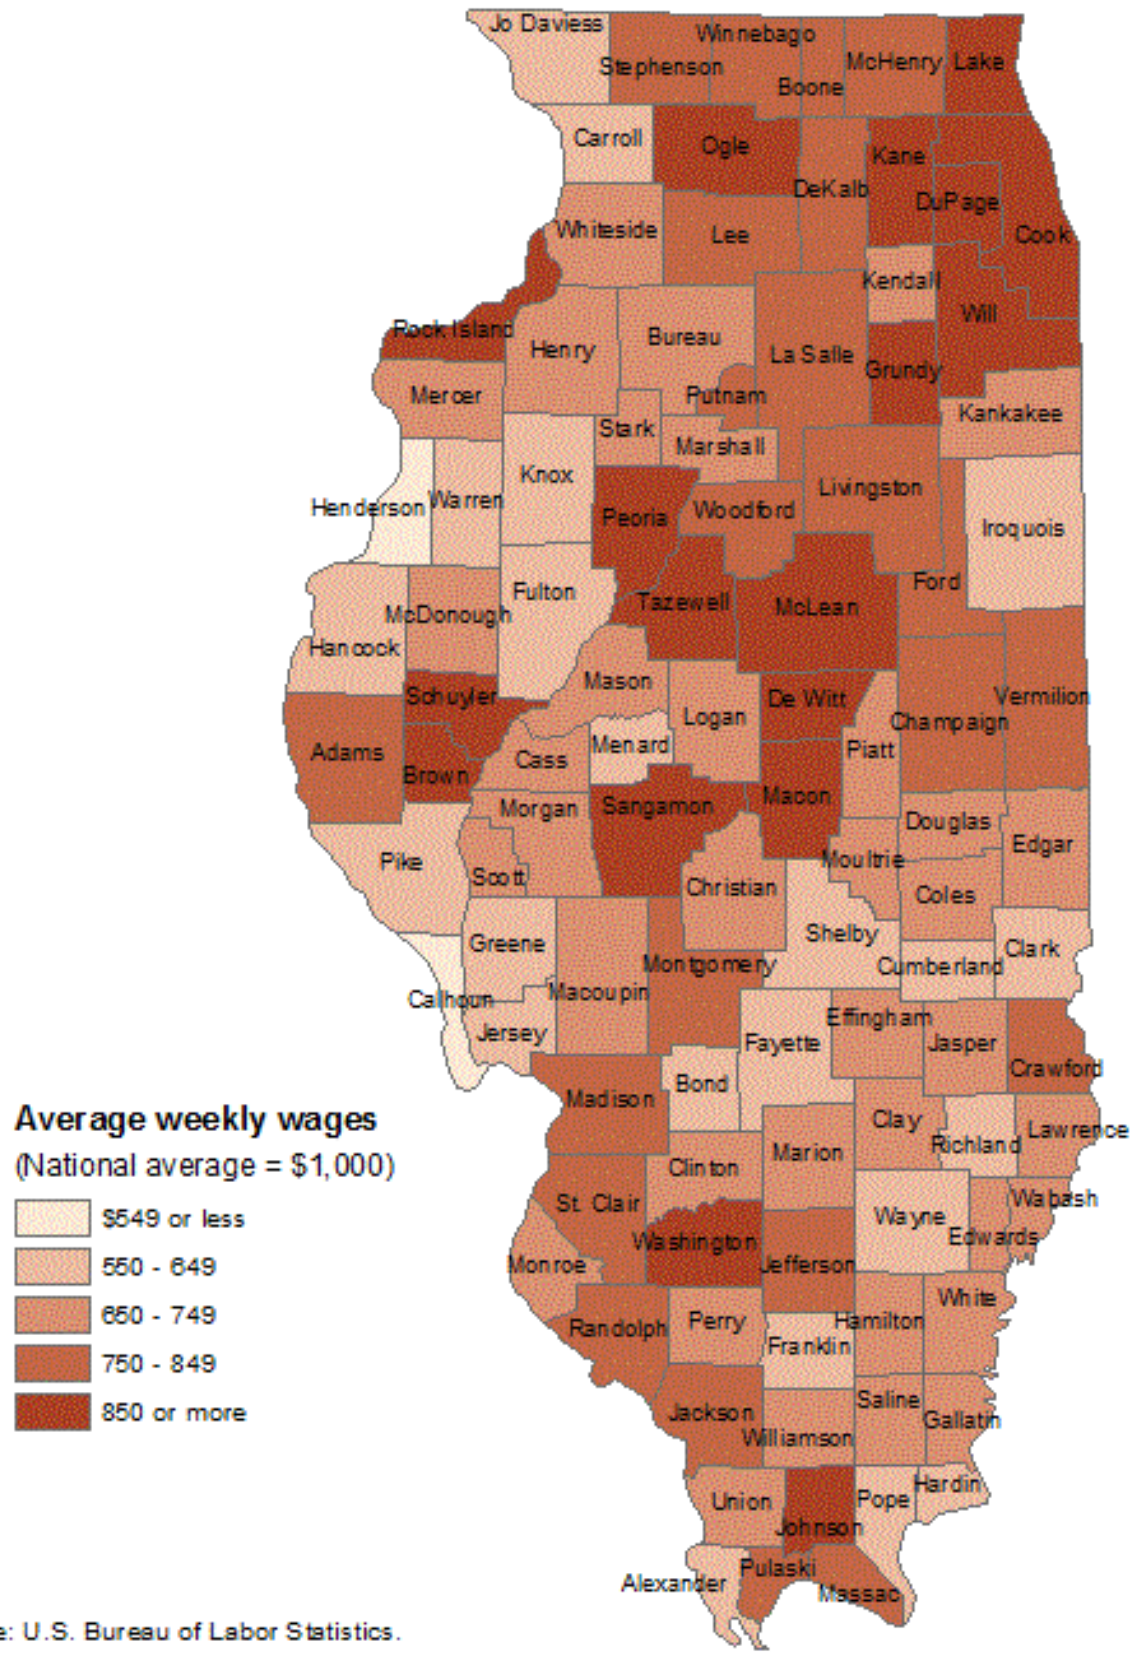 Jo Daviess
Winnebago
Stephenson
Boone
McHenry
Lake
Carroll
Ogle
Kane
DeKalb
DuPage
Cook
Whiteside
Lee
Kendall
Will
Rock Island
Henry
Bureau
La Salle
Grundy
Mercer
Putnam
Kankakee
Stark
Marshall
Knox
Henderson
Warren
Peoria
Woodford
Livingston
Iroquois
Fulton
Ford
McDonough
Tazewell
McLean
Hancock
Mason
Schuyler
Logan
De Witt
Vermilion
Champaign
Adams
Menard
Piatt
Cass
Brown
Morgan
Sangamon
Macon
Douglas
Edgar
Pike
Scott
Moultrie
Christian
Coles
Greene
Shelby
Clark
Montgomery
Cumberland
Calhoun
Macoupin
Jersey
Effingham
Fayette
Jasper
Bond
Crawford
Madison
Clay
Lawrence
Richland
Marion
Clinton
St. Clair
Wabash
Wayne
Edwards
Washington
Monroe
Jefferson
White
Randolph
Perry
Hamilton
Franklin
Saline
Jackson
Gallatin
Williamson
Hardin
Union
Pope
Johnson
Pulaski
Alexander
Massac
Average weekly wages
(National average = $1,000)
$549 or less
550 - 649
650 - 749
750 - 849
850 or more
e: U.S. Bureau of Labor Statistics.